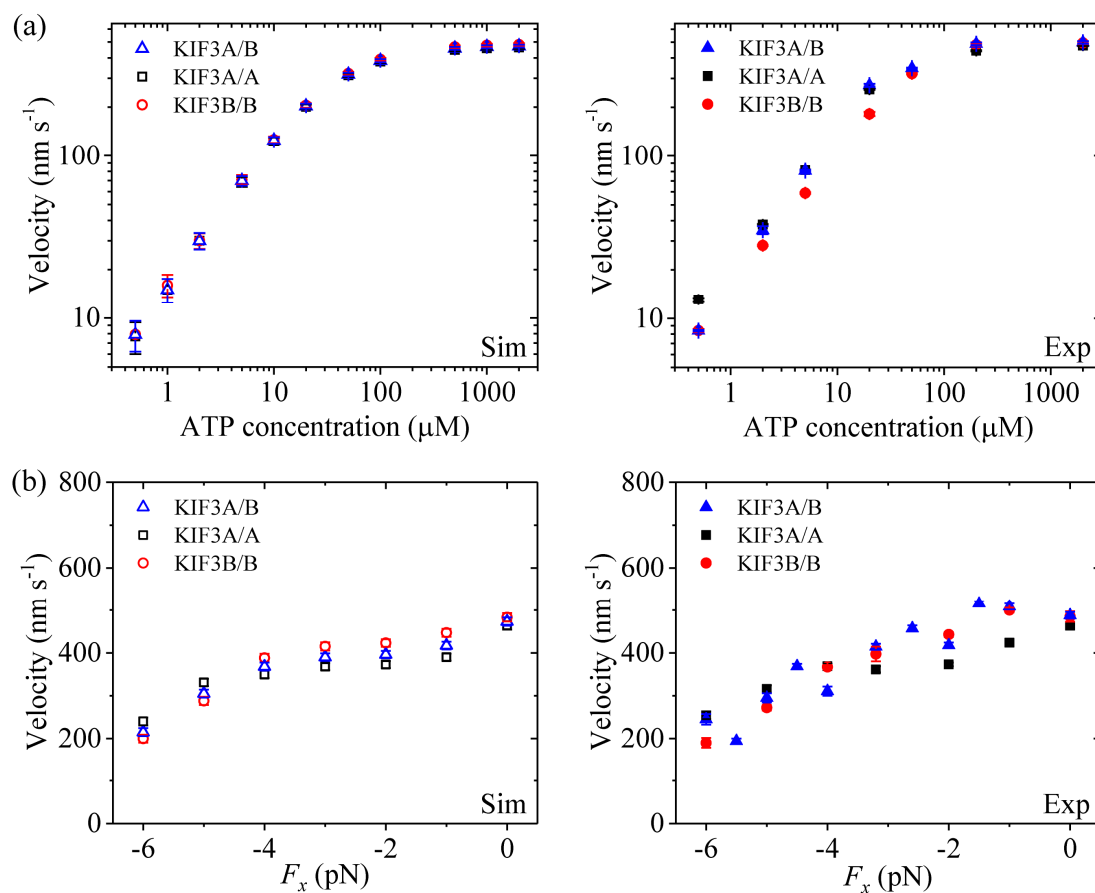 (a)
KIF3A/B
KIF3A/A
KIF3B/B
100
10
Velocity (nm s⁻¹)
Sim
1
10
100
1000
ATP concentration (μM)
KIF3A/B
KIF3A/A
KIF3B/B
100
10
Velocity (nm s⁻¹)
Exp
1
10
100
1000
ATP concentration (μM)
(b)
800
600
400
200
0
Velocity (nm s⁻¹)
KIF3A/B
KIF3A/A
KIF3B/B
Sim
-6
-4
-2
0
Fₓ (pN)
800
600
400
200
0
Velocity (nm s⁻¹)
KIF3A/B
KIF3A/A
KIF3B/B
Exp
-6
-4
-2
0
Fₓ (pN)